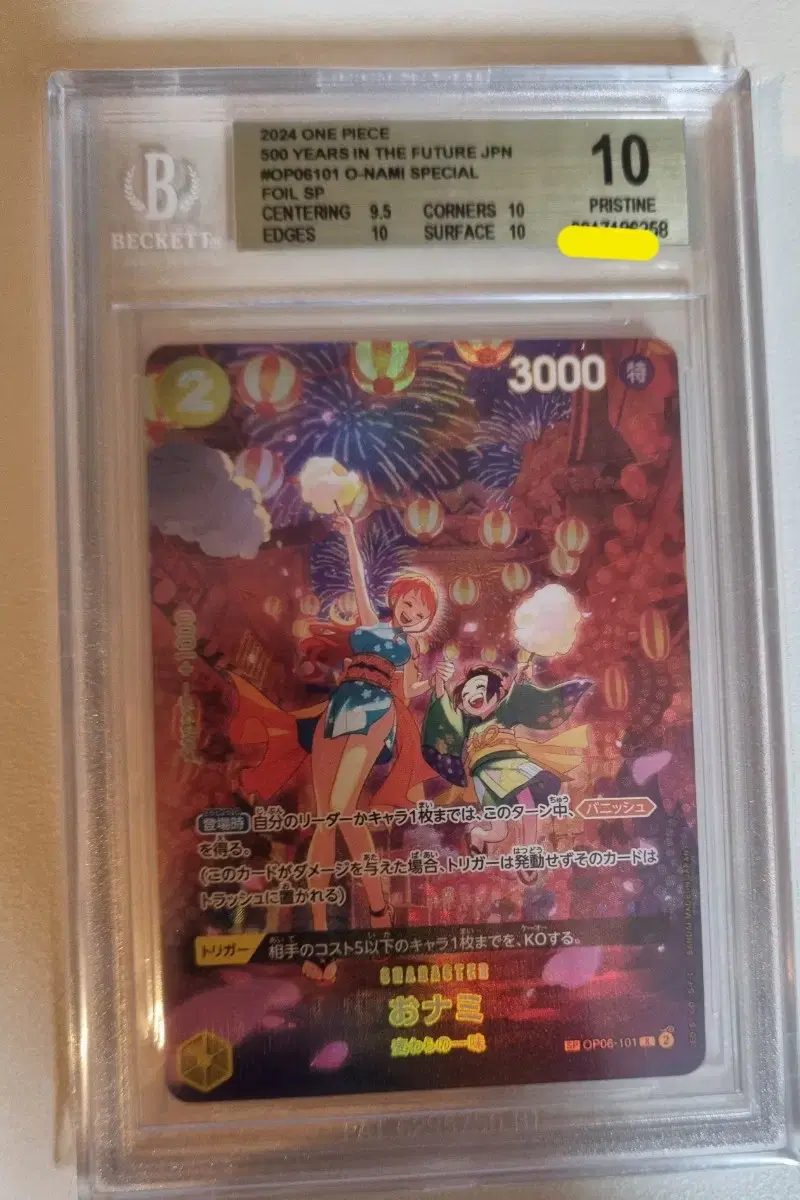 2024 ONE PIECE
500 YEARS IN THE FUTURE JPN
#OP06101 O-NAMI SPECIAL
FOIL SP
CENTERING 9.5 CORNERS 10
EDGES 10 SURFACE 10
10
PRISTINE
B
BECKETT®
2
3000 特
+1000
登場時 自分のリーダーかキャラ1枚までは、このターン中、バニッシュ
を得る。
(このカードがダメージを与えた場合、トリガーは発動せずそのカードは
トラッシュに置かれる)
トリガー 相手のコスト5以下のキャラ1枚までを、KOする。
CHARACTER
おナミ
麦わらの一味
SP OP06-101 R 2